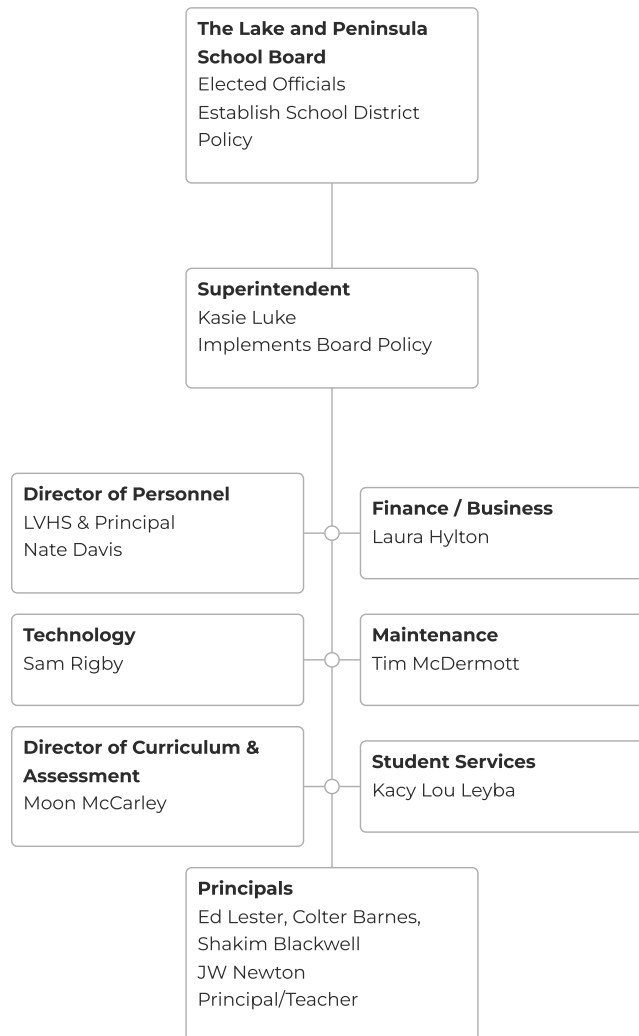 The Lake and Peninsula
School Board
Elected Officials
Establish School District
Policy
Superintendent
Kasie Luke
Implements Board Policy
Director of Personnel
LVHS & Principal
Nate Davis
Finance / Business
Laura Hylton
Technology
Sam Rigby
Maintenance
Tim McDermott
Director of Curriculum &
Assessment
Moon McCarley
Student Services
Kacy Lou Leyba
Principals
Ed Lester, Colter Barnes,
Shakim Blackwell
JW Newton
Principal/Teacher